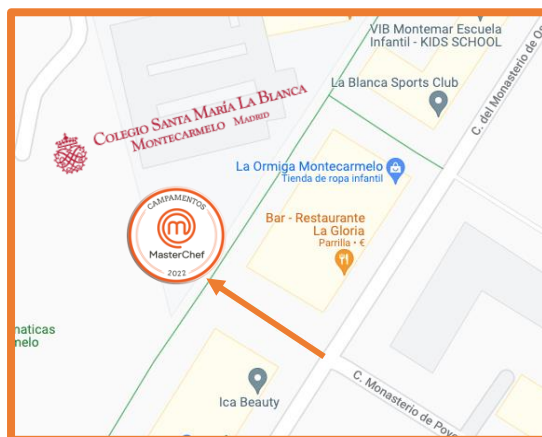 VIB Montemar Escuela
Infantil - KIDS SCHOOL
La Blanca Sports Club
C. del Monasterio de
COLEGIO SANTA MARÍA LA BLANCA
MONTECARMELO MADRID
La Ormiga Montecarmelo
Tienda de ropa infantil
CAMPAMENTOS
MasterChef
2022
Bar - Restaurante
La Gloria
Parrilla • €
Ica Beauty
C. Monasterio de